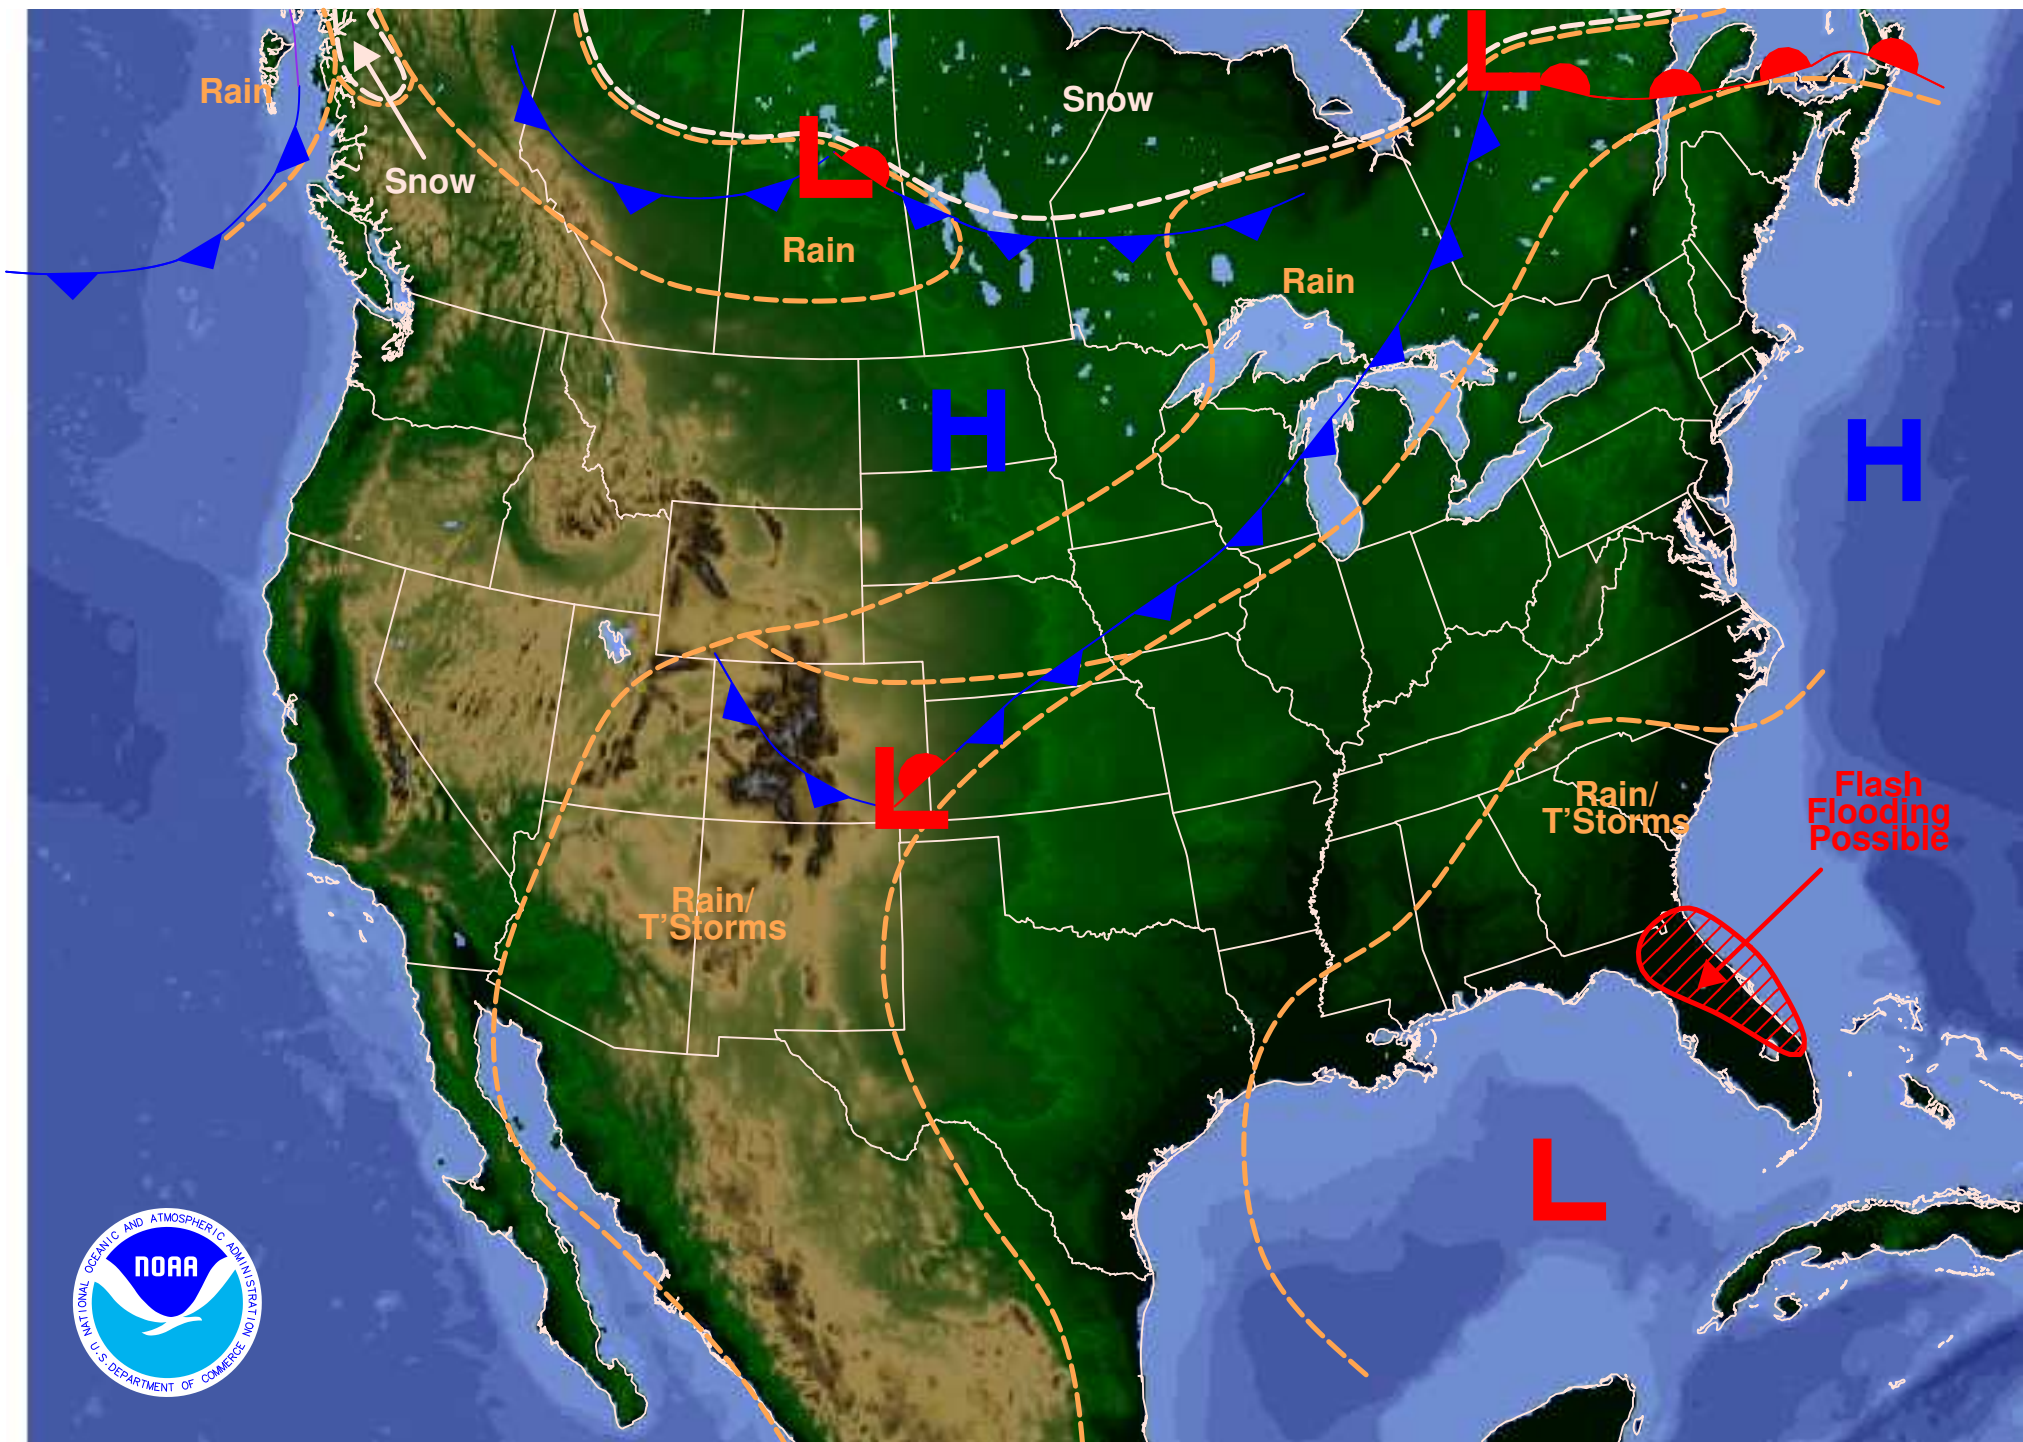 L
Rain
Snow
Snow
L
Rain
Rain
H
H
L
Flash
Flooding
Possible
Rain/
T'Storms
Rain/
T'Storms
L
NATIONAL OCEANIC AND ATMOSPHERIC ADMINISTRATION
NOAA
U.S. DEPARTMENT OF COMMERCE